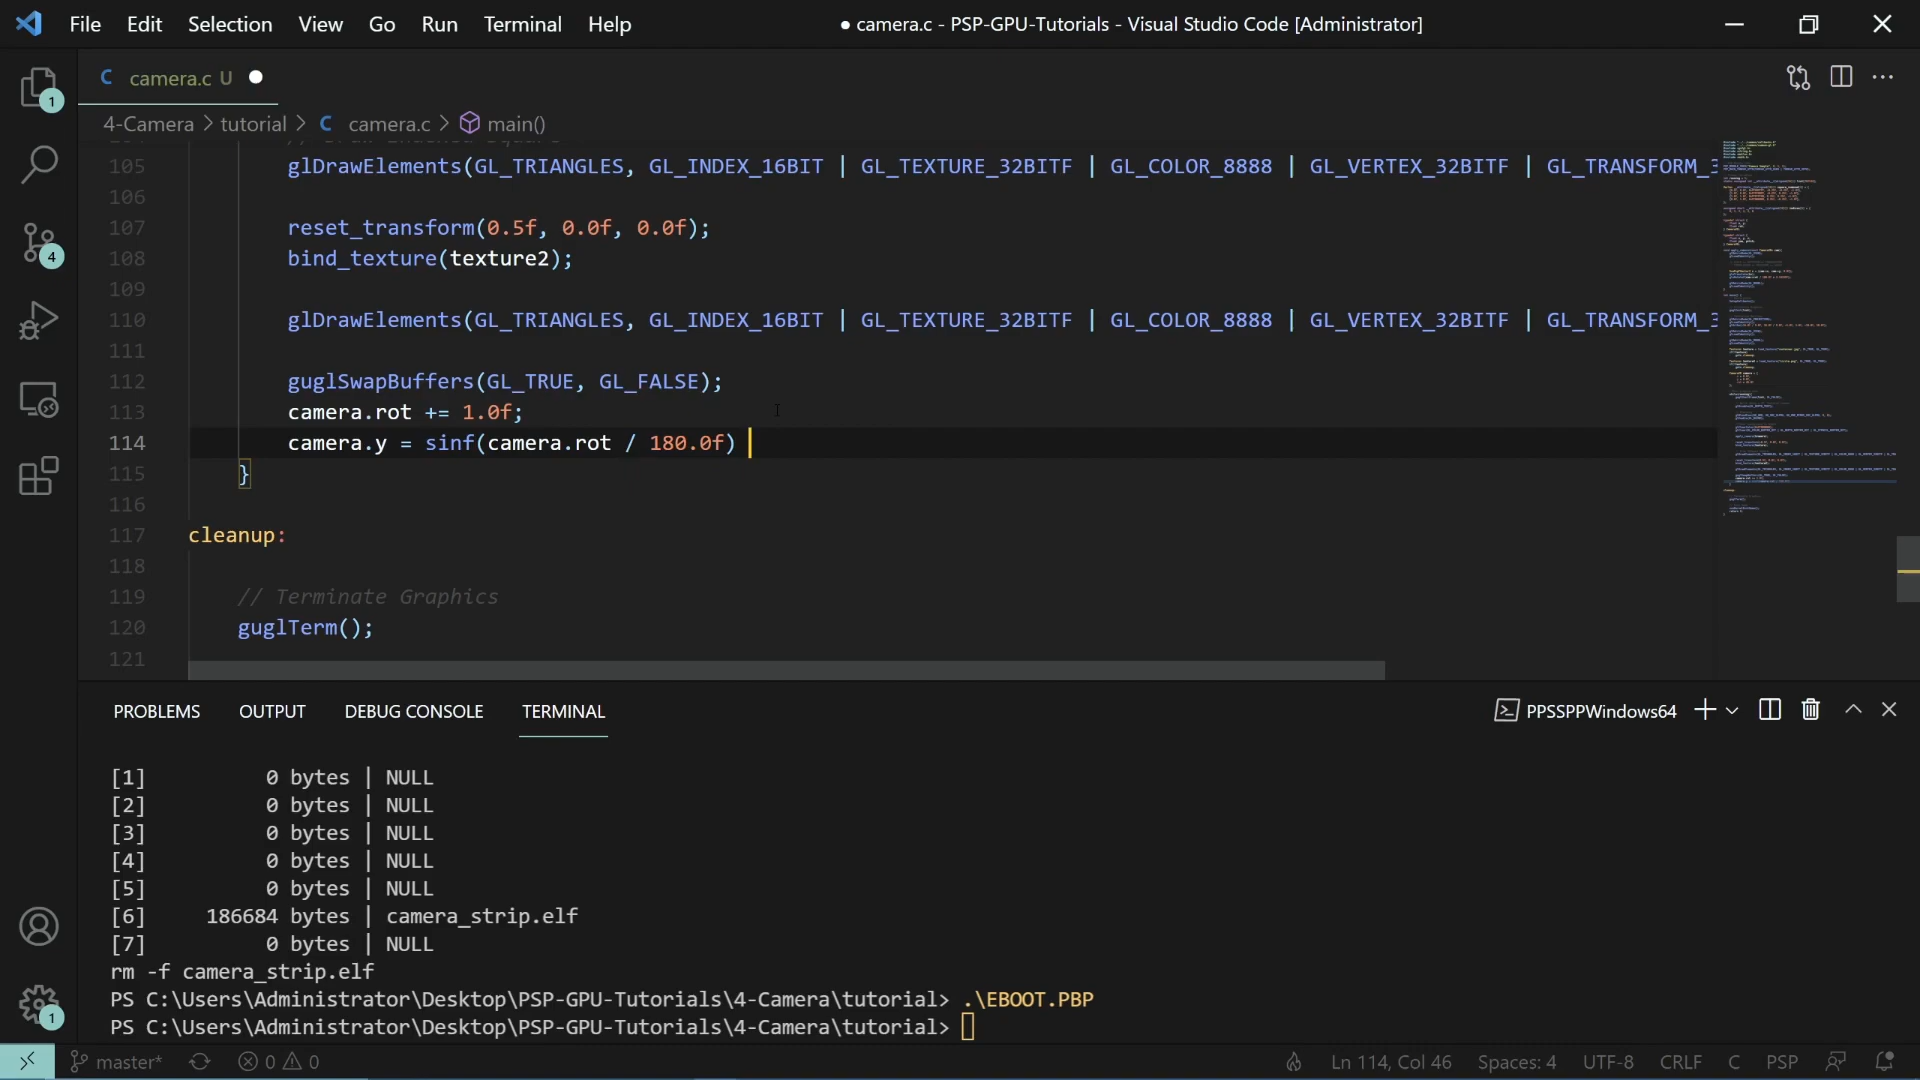 File Edit Selection View Go Run Terminal Help
● camera.c - PSP-GPU-Tutorials - Visual Studio Code [Administrator]
C camera.c U
4-Camera > tutorial > C camera.c > main()
105 glDrawElements(GL_TRIANGLES, GL_INDEX_16BIT | GL_TEXTURE_32BITF | GL_COLOR_8888 | GL_VERTEX_32BITF | GL_TRANSFORM_3
106
107 reset_transform(0.5f, 0.0f, 0.0f);
108 bind_texture(texture2);
109
110 glDrawElements(GL_TRIANGLES, GL_INDEX_16BIT | GL_TEXTURE_32BITF | GL_COLOR_8888 | GL_VERTEX_32BITF | GL_TRANSFORM_3
111
112 guglSwapBuffers(GL_TRUE, GL_FALSE);
113 camera.rot += 1.0f;
114 camera.y = sinf(camera.rot / 180.0f)
115 }
116
117 cleanup:
118
119 // Terminate Graphics
120 guglTerm();
121
PROBLEMS OUTPUT DEBUG CONSOLE TERMINAL
PPSSPPWindows64
[1] 0 bytes | NULL
[2] 0 bytes | NULL
[3] 0 bytes | NULL
[4] 0 bytes | NULL
[5] 0 bytes | NULL
[6] 186684 bytes | camera_strip.elf
[7] 0 bytes | NULL
rm -f camera_strip.elf
PS C:\Users\Administrator\Desktop\PSP-GPU-Tutorials\4-Camera\tutorial> .\EBOOT.PBP
PS C:\Users\Administrator\Desktop\PSP-GPU-Tutorials\4-Camera\tutorial>
1
4
1
master* 0 0 Ln 114, Col 46 Spaces: 4 UTF-8 CRLF C PSP